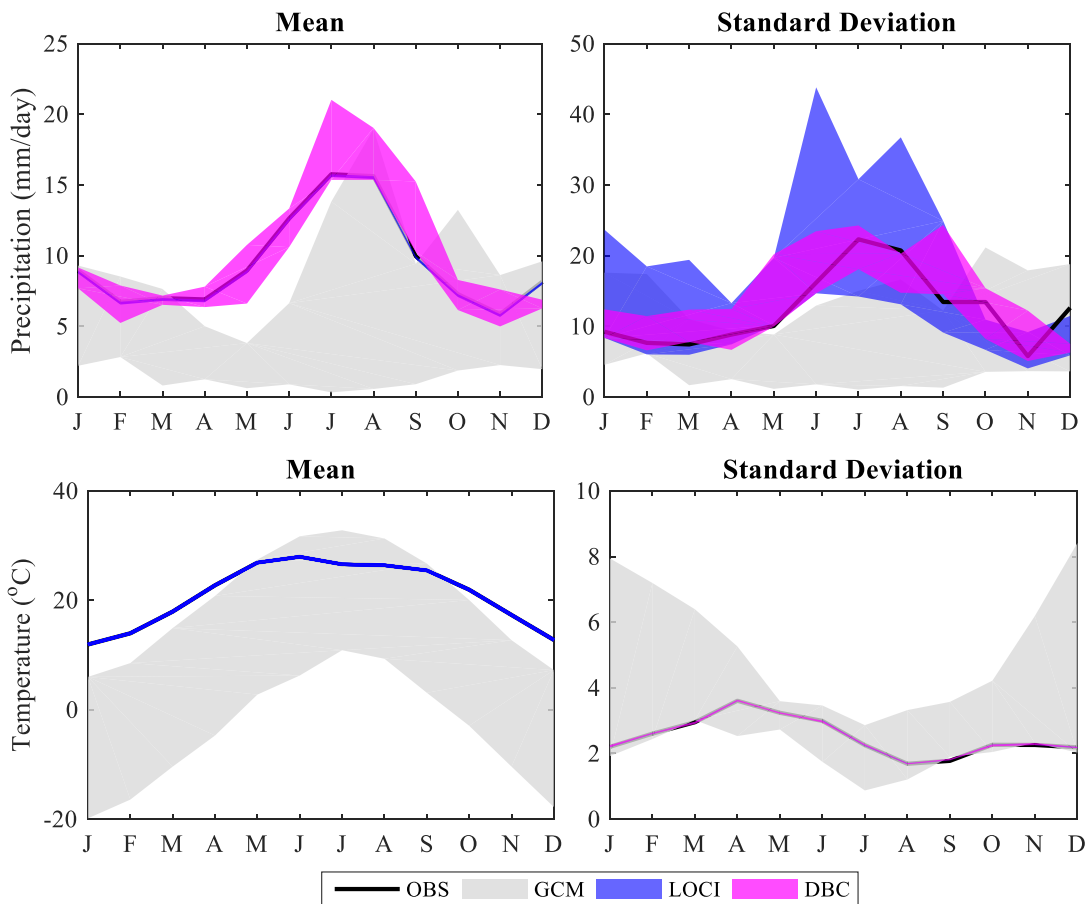 Mean
Precipitation (mm/day)
25
20
15
10
5
0
J F M A M J J A S O N D
Standard Deviation
50
40
30
20
10
0
J F M A M J J A S O N D
Mean
Temperature (°C)
40
20
0
-20
J F M A M J J A S O N D
Standard Deviation
10
8
6
4
2
0
J F M A M J J A S O N D
OBS GCM LOCI DBC